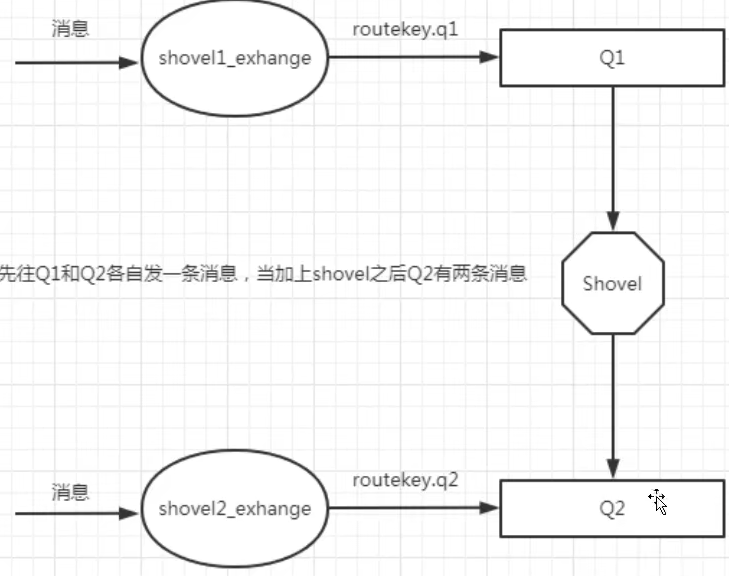 消息
routekey.q1
shovel1_exhange
Q1
先往Q1和Q2各自发一条消息，当加上shovel之后Q2有两条消息
Shovel
消息
routekey.q2
shovel2_exhange
Q2